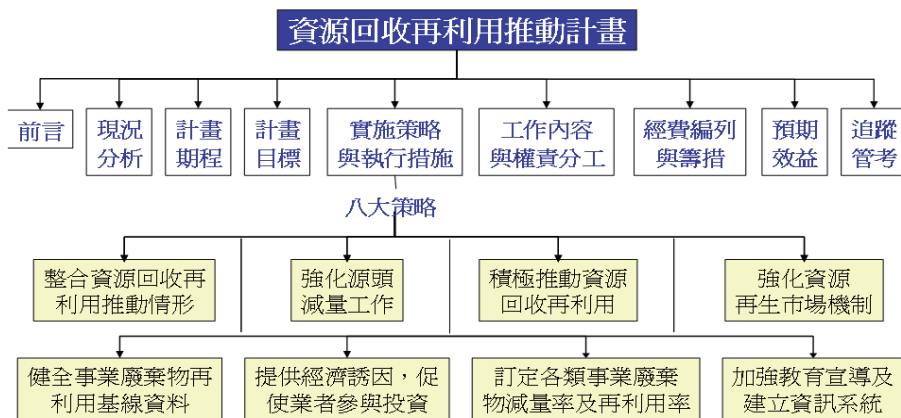 資源回收再利用推動計畫
前言
現況
分析
計畫
期程
計畫
目標
實施策略
與執行措施
工作內容
與權責分工
經費編列
與籌措
預期
效益
追蹤
管考
八大策略
整合資源回收再
利用推動情形
強化源頭
減量工作
積極推動資源
回收再利用
強化資源
再生市場機制
健全事業廢棄物再
利用基線資料
提供經濟誘因，促
使業者參與投資
訂定各類事業廢棄
物減量率及再利用率
加強教育宣導及
建立資訊系統